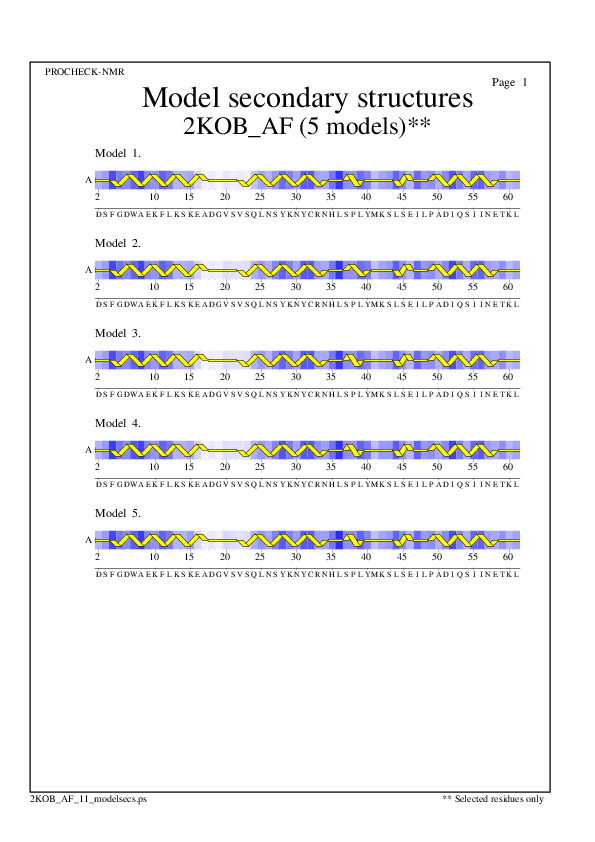 PROCHECK-NMR
Page 1
Model secondary structures
2KOB_AF (5 models)**
Model 1.
A
2 10 15 20 25 30 35 40 45 50 55 60
D S F G D W A E K F L K S K E A D G V S V S Q L N S Y K N Y C R N H L S P L Y M K S L S E I L P A D I Q S I I N E T K L
Model 2.
A
2 10 15 20 25 30 35 40 45 50 55 60
D S F G D W A E K F L K S K E A D G V S V S Q L N S Y K N Y C R N H L S P L Y M K S L S E I L P A D I Q S I I N E T K L
Model 3.
A
2 10 15 20 25 30 35 40 45 50 55 60
D S F G D W A E K F L K S K E A D G V S V S Q L N S Y K N Y C R N H L S P L Y M K S L S E I L P A D I Q S I I N E T K L
Model 4.
A
2 10 15 20 25 30 35 40 45 50 55 60
D S F G D W A E K F L K S K E A D G V S V S Q L N S Y K N Y C R N H L S P L Y M K S L S E I L P A D I Q S I I N E T K L
Model 5.
A
2 10 15 20 25 30 35 40 45 50 55 60
D S F G D W A E K F L K S K E A D G V S V S Q L N S Y K N Y C R N H L S P L Y M K S L S E I L P A D I Q S I I N E T K L
2KOB_AF_11_modelsecs.ps
** Selected residues only